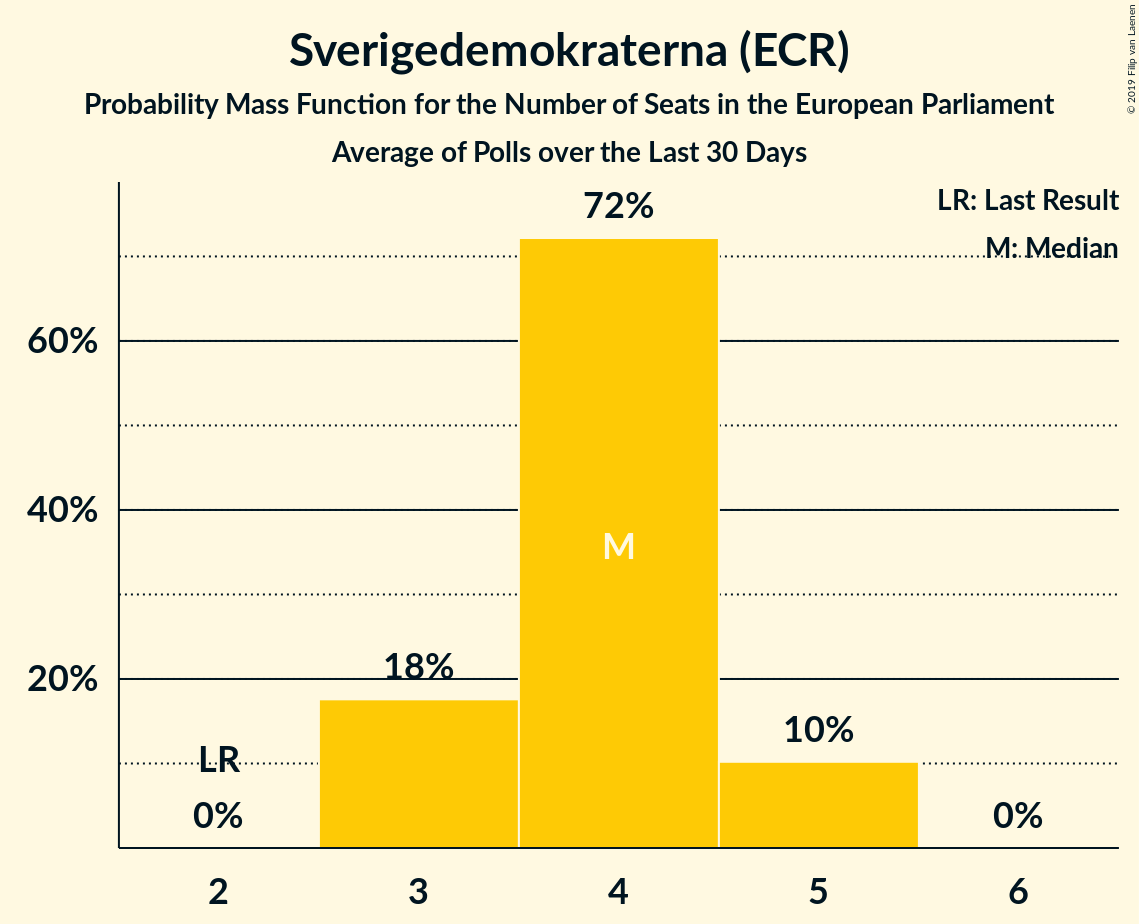 Sverigedemokraterna (ECR)
Probability Mass Function for the Number of Seats in the European Parliament
Average of Polls over the Last 30 Days
© 2019 Filip van Laenen
LR: Last Result
M: Median
72%
60%
40%
M
20%
18%
10%
LR
0%
0%
2
3
4
5
6